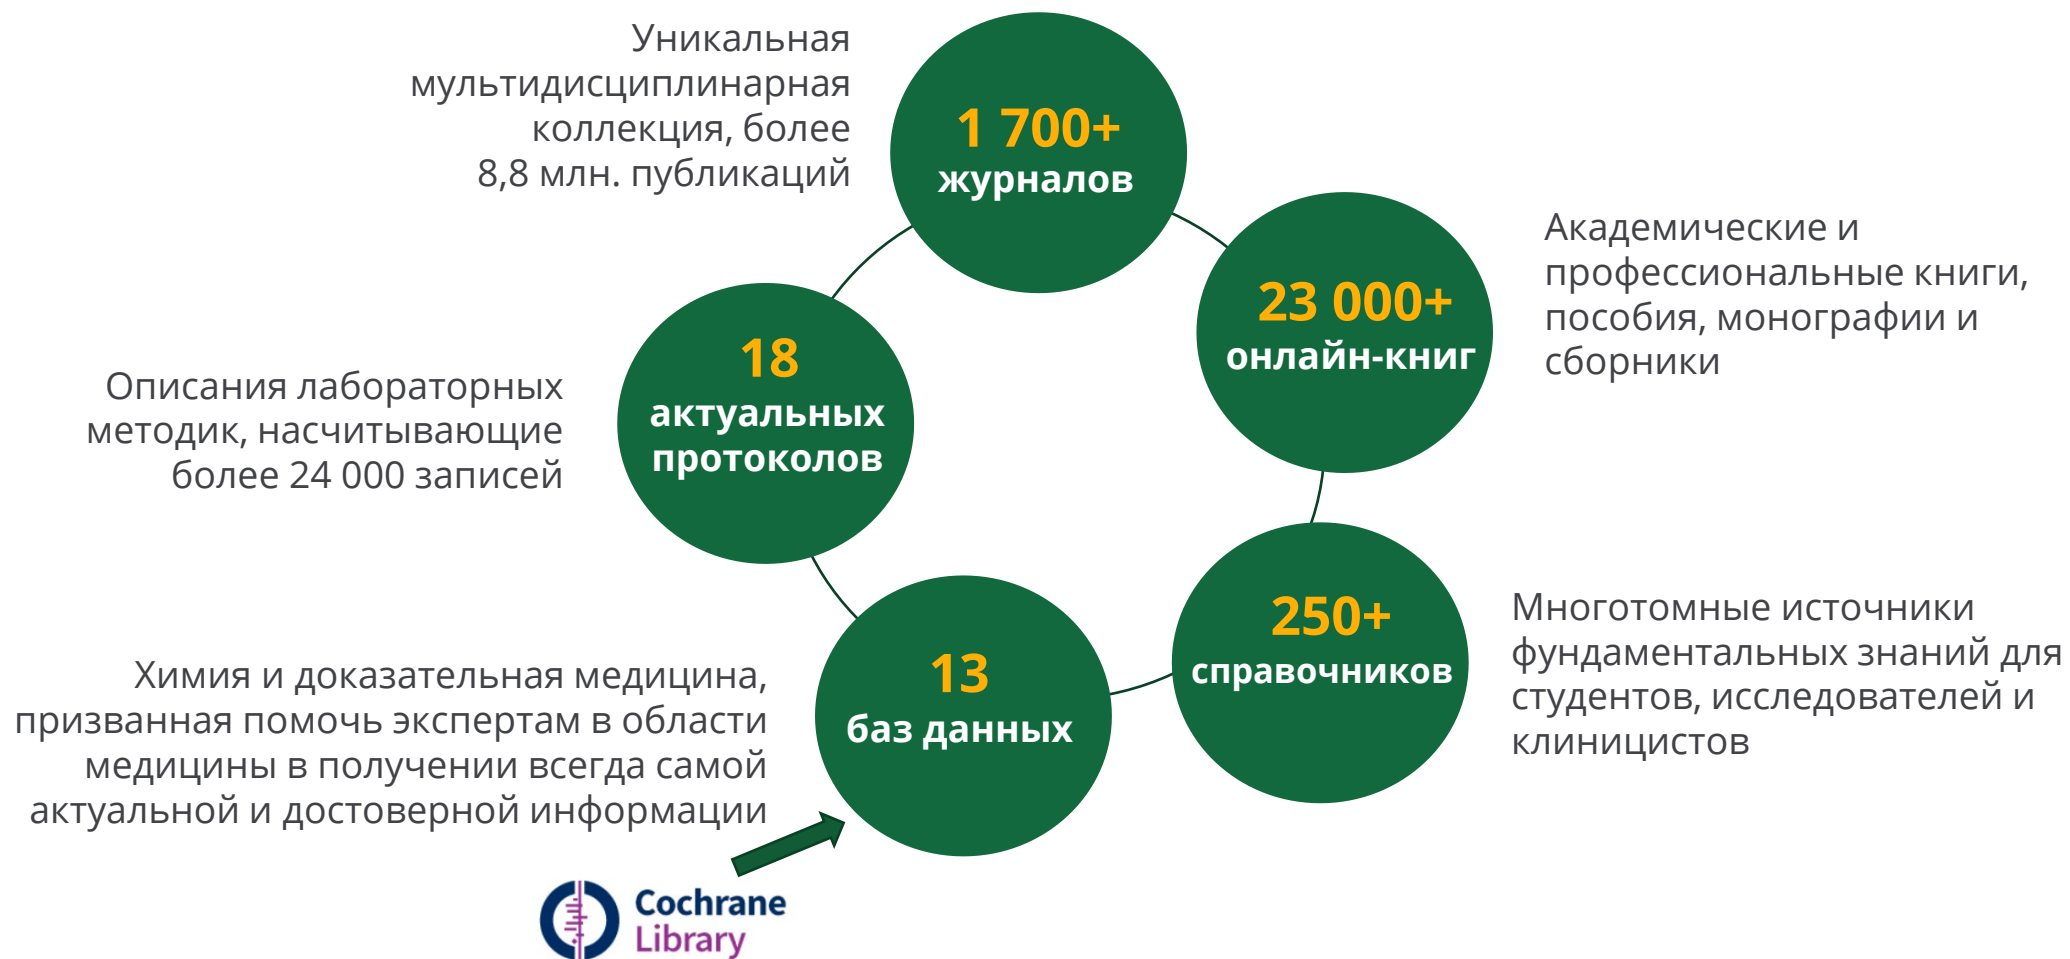 Уникальная
мультидисциплинарная
коллекция, более
8,8 млн. публикаций
1 700+
журналов
23 000+
онлайн-книг
Академические и
профессиональные книги,
пособия, монографии и
сборники
18
актуальных
протоколов
Описания лабораторных
методик, насчитывающие
более 24 000 записей
250+
справочников
Многотомные источники
фундаментальных знаний для
студентов, исследователей и
клиницистов
13
баз данных
Химия и доказательная медицина,
призванная помочь экспертам в области
медицины в получении всегда самой
актуальной и достоверной информации
Cochrane
Library